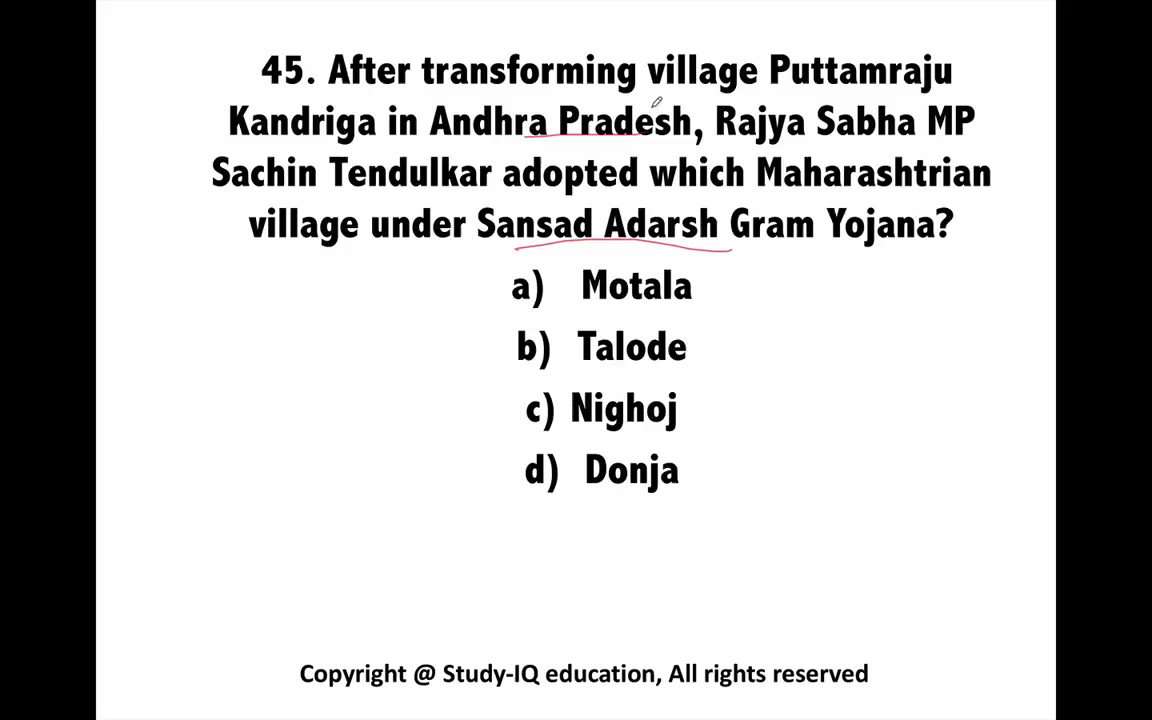 45. After transforming village Puttamraju
Kandriga in Andhra Pradesh, Rajya Sabha MP
Sachin Tendulkar adopted which Maharashtrian
village under Sansad Adarsh Gram Yojana?
a) Motala
b) Talode
c) Nighoj
d) Donja
Copyright @ Study-IQ education, All rights reserved